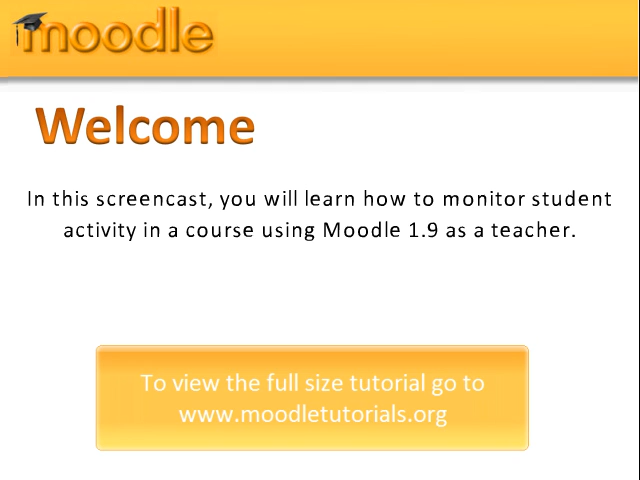 moodle
Welcome
In this screencast, you will learn how to monitor student
activity in a course using Moodle 1.9 as a teacher.
To view the full size tutorial go to
www.moodletutorials.org